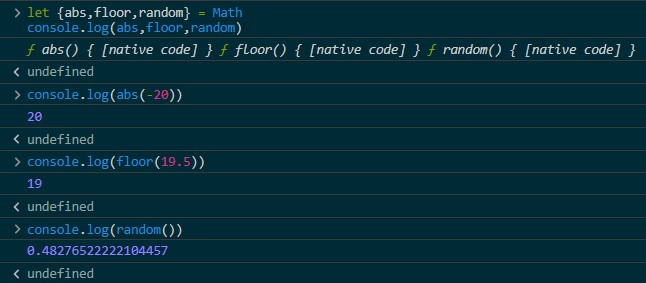 > let {abs,floor,random} = Math
console.log(abs,floor,random)
ƒ abs() { [native code] } ƒ floor() { [native code] } ƒ random() { [native code] }
< undefined
> console.log(abs(-20))
20
< undefined
> console.log(floor(19.5))
19
< undefined
> console.log(random())
0.48276522222104457
< undefined